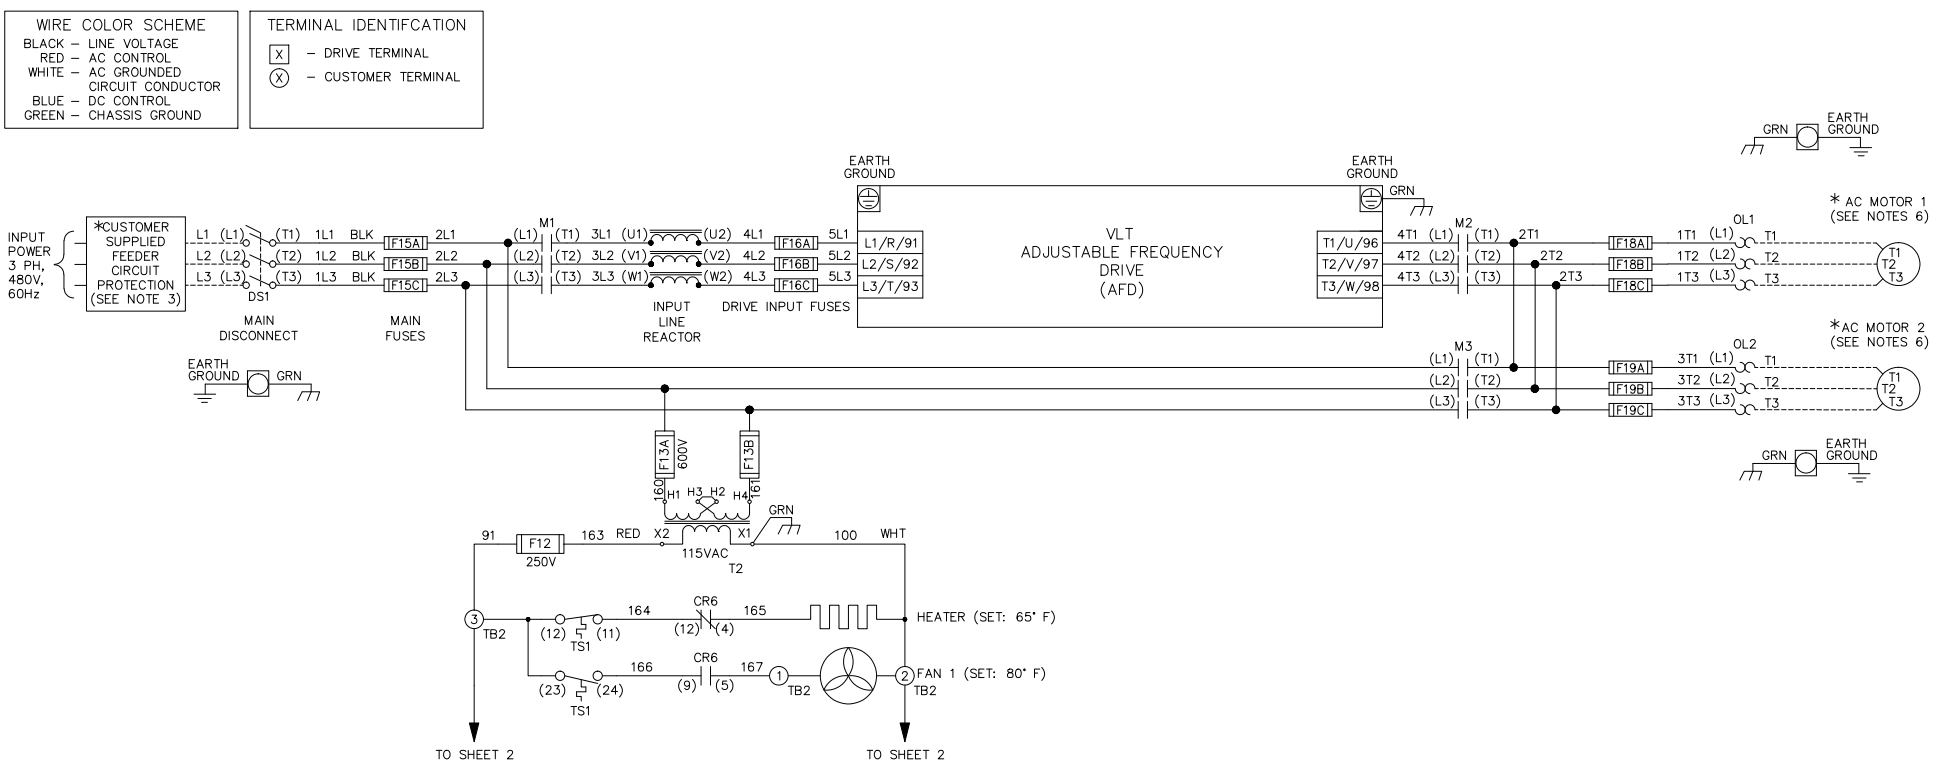 WIRE COLOR SCHEME
BLACK – LINE VOLTAGE
RED – AC CONTROL
WHITE – AC GROUNDED
CIRCUIT CONDUCTOR
BLUE – DC CONTROL
GREEN – CHASSIS GROUND
TERMINAL IDENTIFCATION
X – DRIVE TERMINAL
X – CUSTOMER TERMINAL
GRN
EARTH
GROUND
EARTH
GROUND
EARTH
GROUND
GRN
INPUT
POWER
3 PH,
480V,
60Hz
*CUSTOMER
SUPPLIED
FEEDER
CIRCUIT
PROTECTION
(SEE NOTE 3)
L1 (L1) (T1) 1L1 BLK F15A 2L1 (L1) M1 (T1) 3L1 (U1) (U2) 4L1 F16A 5L1 L1/R/91
L2 (L2) 1L2 BLK F15B 2L2 (L2) (T2) 3L2 (V1) (V2) 4L2 F16B 5L2 L2/S/92
L3 (L3) (T3) 1L3 BLK F15C 2L3 (L3) (T3) 3L3 (W1) (W2) 4L3 F16C 5L3 L3/T/93
DS1
MAIN
DISCONNECT
MAIN
FUSES
INPUT
LINE
REACTOR
DRIVE INPUT FUSES
VLT
ADJUSTABLE FREQUENCY
DRIVE
(AFD)
T1/U/96 4T1 (L1) M2 (T1) 2T1 F18A 1T1 (L1) OL1 T1
T2/V/97 4T2 (L2) (T2) 2T2 F18B 1T2 (L2) T2
T3/W/98 4T3 (L3) (T3) 2T3 F18C 1T3 (L3) T3
* AC MOTOR 1
(SEE NOTES 6)
T1
T2
T3
EARTH
GROUND
GRN
(L1) M3 (T1) F19A 3T1 (L1) OL2 T1
(L2) (T2) F19B 3T2 (L2) T2
(L3) (T3) F19C 3T3 (L3) T3
*AC MOTOR 2
(SEE NOTES 6)
T1
T2
T3
GRN
EARTH
GROUND
F13A
600V
F13B
160
H1 H3 H2 H4
161
GRN
91 F12 163 RED X2 X1 100 WHT
250V
115VAC
T2
3
TB2
(12) (11)
TS1
164
CR6
(12) (4)
165
HEATER (SET: 65° F)
(23) (24)
TS1
166
CR6
(9) (5)
167
1
TB2
2
TB2
FAN 1 (SET: 80° F)
TO SHEET 2
TO SHEET 2